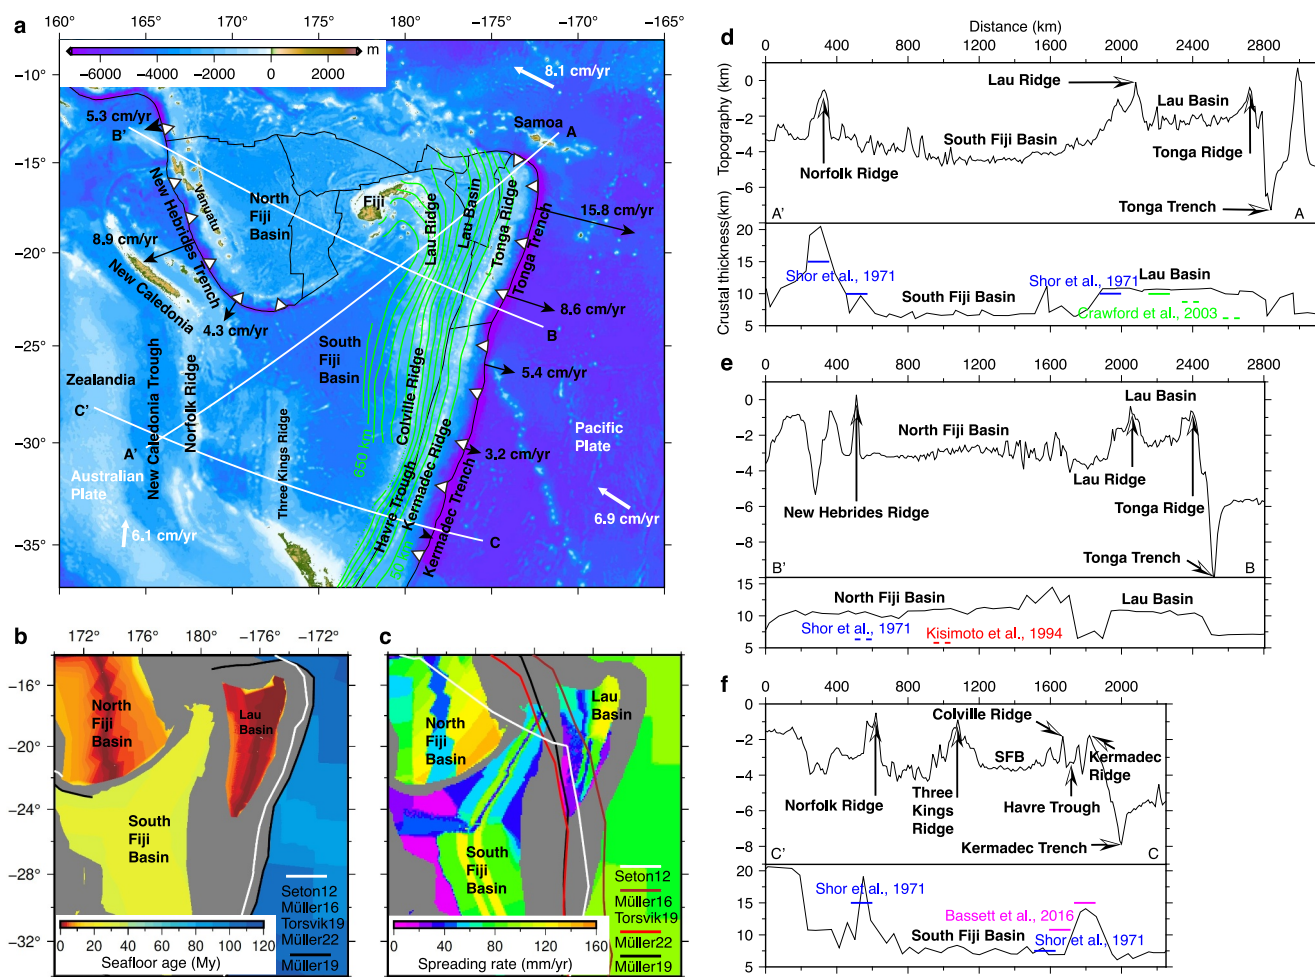 a
160° 165° 170° 175° 180° −175° −170° −165°
m
−6000 −4000 −2000 0 2000
−10°
−15°
−20°
−25°
−30°
−35°
8.1 cm/yr
5.3 cm/yr
B'
Samoa
A
Vanuatu
New Hebrides Trench
North
Fiji
Basin
Fiji
Lau Ridge
Lau Basin
Tonga Ridge
Tonga Trench
15.8 cm/yr
8.9 cm/yr
New Caledonia
4.3 cm/yr
8.6 cm/yr
B
South
Fiji
Basin
5.4 cm/yr
Zealandia
C'
New Caledonia Trough
Norfolk Ridge
A'
Three Kings Ridge
650 km
Colville Ridge
Havre Trough
Kermadec Ridge
Kermadec Trench
50 km
3.2 cm/yr
Pacific
Plate
Australian
Plate
6.1 cm/yr
6.9 cm/yr
C
b
172° 176° 180° −176° −172°
−16°
−20°
−24°
−28°
−32°
North
Fiji
Basin
Lau
Basin
South
Fiji
Basin
Seton12
Müller16
Torsvik19
Müller22
Müller19
0 20 40 60 80 100 120
Seafloor age (My)
c
North
Fiji
Basin
Lau
Basin
South
Fiji
Basin
Seton12
Müller16
Torsvik19
Müller22
Müller19
0 40 80 120 160
Spreading rate (mm/yr)
d
Distance (km)
0 400 800 1200 1600 2000 2400 2800
Topography (km)
0
−2
−4
−6
Lau Ridge
Lau Basin
South Fiji Basin
Norfolk Ridge
Tonga Ridge
Tonga Trench
A'
A
Crustal thickness(km)
20
15
10
5
Shor et al., 1971
South Fiji Basin
Shor et al., 1971
Lau Basin
Crawford et al., 2003
e
0 400 800 1200 1600 2000 2400 2800
0
−2
−4
−6
−8
North Fiji Basin
Lau Basin
Lau Ridge
New Hebrides Ridge
Tonga Ridge
Tonga Trench
B'
B
15
10
5
North Fiji Basin
Lau Basin
Shor et al., 1971
Kisimoto et al., 1994
f
0 400 800 1200 1600 2000
0
−2
−4
−6
−8
Colville Ridge
SFB
Kermadec
Ridge
Norfolk Ridge
Three
Kings
Ridge
Havre Trough
Kermadec Trench
C'
C
20
15
10
5
Shor et al., 1971
Bassett et al., 2016
South Fiji Basin
Shor et al., 1971